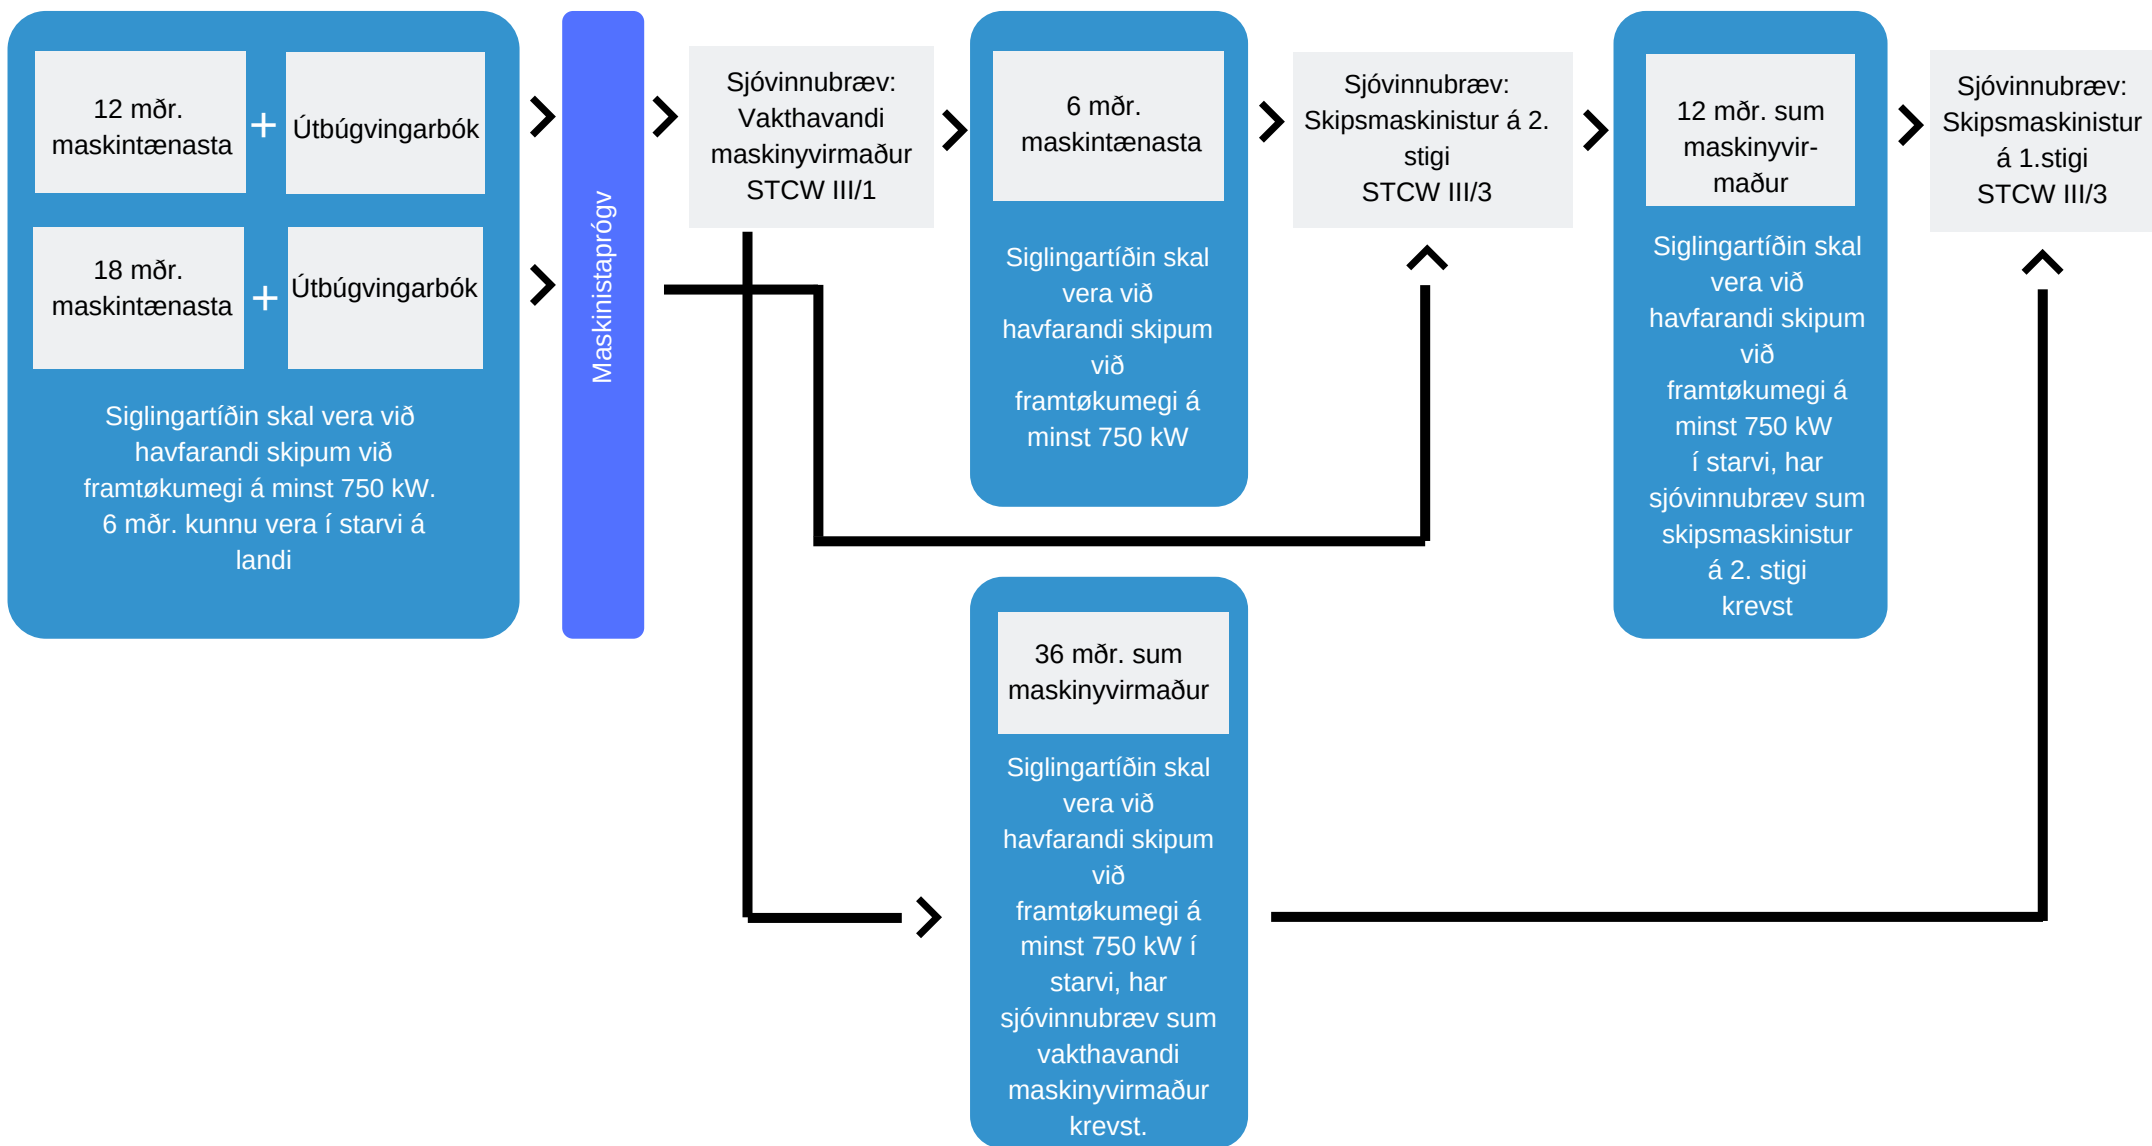 12 mðr.
maskintænasta
+
Útbúgvingarbók
18 mðr.
maskintænasta
+
Útbúgvingarbók
Siglingartíðin skal vera við
havfarandi skipum við
framtøkumegi á minst 750 kW.
6 mðr. kunnu vera í starvi á
landi
Maskinistaprógv
Sjóvinnubræv:
Vakthavandi
maskinyvirmaður
STCW III/1
6 mðr.
maskintænasta
Siglingartíðin skal
vera við
havfarandi skipum
við
framtøkumegi á
minst 750 kW
Sjóvinnubræv:
Skipsmaskinistur á 2.
stigi
STCW III/3
12 mðr. sum
maskinyvir-
maður
Siglingartíðin skal
vera við
havfarandi skipum
við
framtøkumegi á
minst 750 kW
í starvi, har
sjóvinnubræv sum
skipsmaskinistur
á 2. stigi
krevst
Sjóvinnubræv:
Skipsmaskinistur
á 1.stigi
STCW III/3
36 mðr. sum
maskinyvirmaður
Siglingartíðin skal
vera við
havfarandi skipum
við
framtøkumegi á
minst 750 kW í
starvi, har
sjóvinnubræv sum
vakthavandi
maskinyvirmaður
krevst.